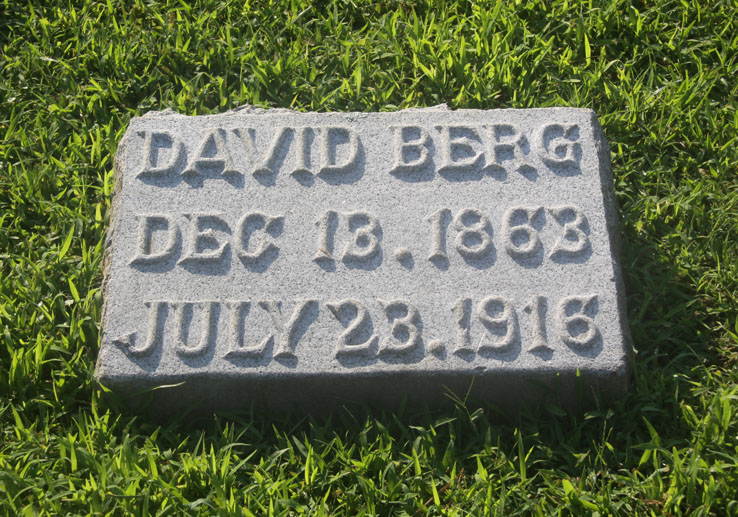 DAVID BERG
DEC 13. 1863
JULY 23. 1916